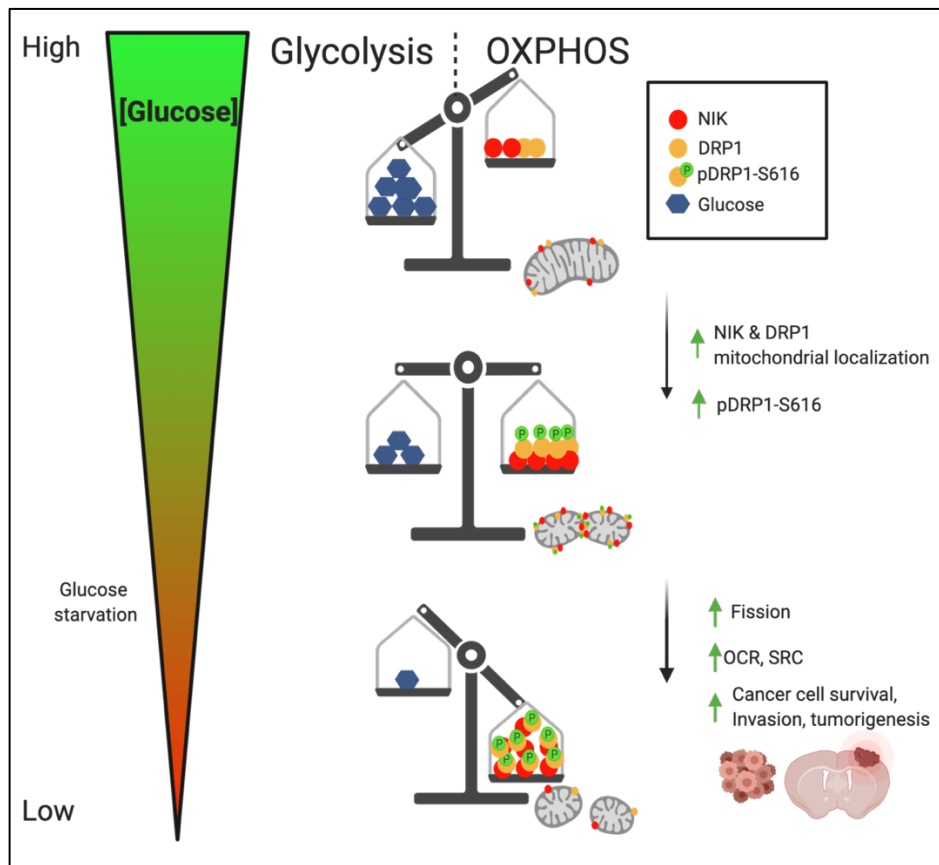 High
Glycolysis
OXPHOS
[Glucose]
NIK
DRP1
P
pDRP1-S616
Glucose
NIK & DRP1
mitochondrial localization
pDRP1-S616
P P P P
Glucose
starvation
Fission
OCR, SRC
Cancer cell survival,
Invasion, tumorigenesis
P
P P P
P P P
Low